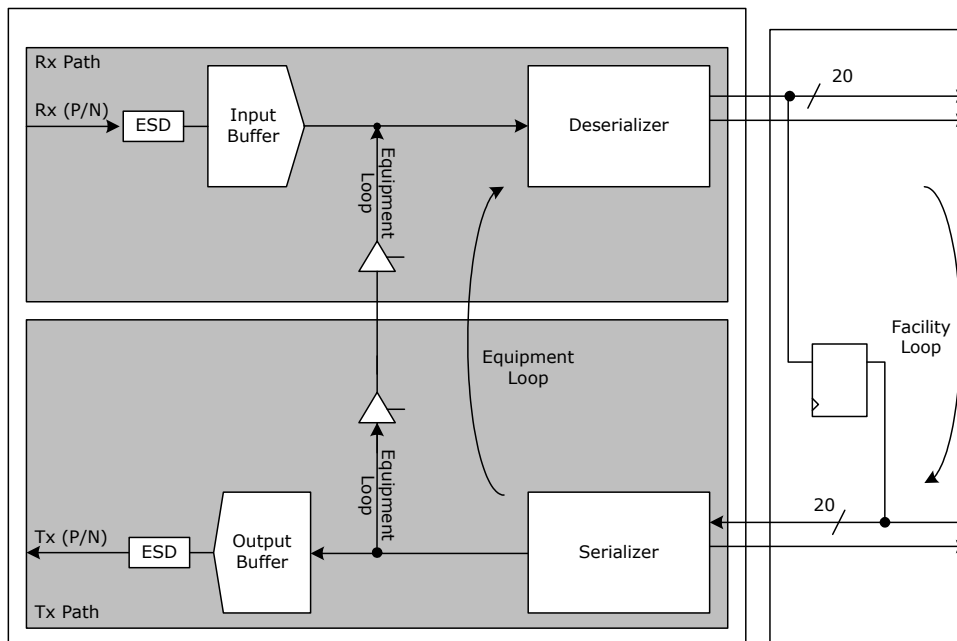 Rx Path
20
Rx (P/N)
ESD
Input
Buffer
Deserializer
Equipment
Loop
Equipment
Loop
Facility
Loop
Equipment
Loop
20
Tx (P/N)
ESD
Output
Buffer
Serializer
Tx Path